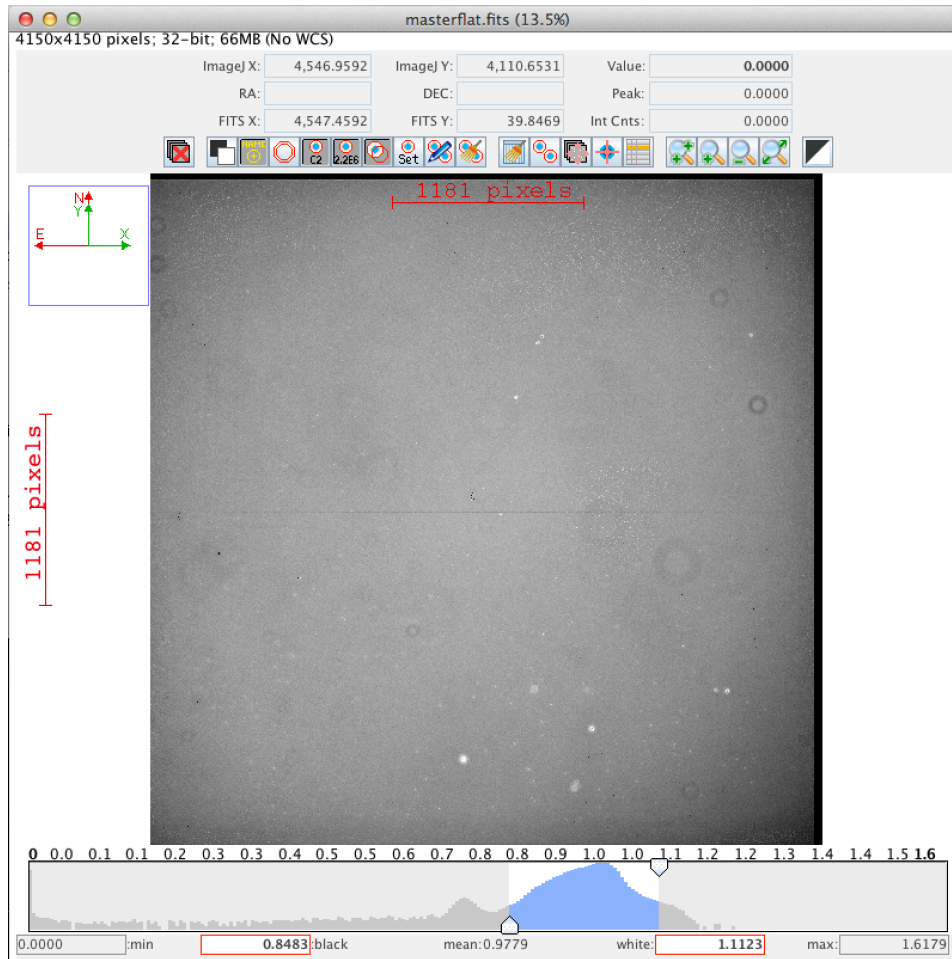 masterflat.fits (13.5%)
4150x4150 pixels; 32-bit; 66MB (No WCS)
ImageJ X: 4,546.9592 ImageJ Y: 4,110.6531 Value: 0.0000
RA: DEC: Peak: 0.0000
FITS X: 4,547.4592 FITS Y: 39.8469 Int Cnts: 0.0000
NAME C2 2.2E6 Set
1181 pixels
N
Y
E X
1181 pixels
0 0.0 0.1 0.1 0.2 0.3 0.3 0.4 0.5 0.5 0.6 0.7 0.8 0.8 0.9 1.0 1.0 1.1 1.2 1.2 1.3 1.4 1.4 1.5 1.6
0.0000 :min 0.8483 :black mean:0.9779 white: 1.1123 max: 1.6179